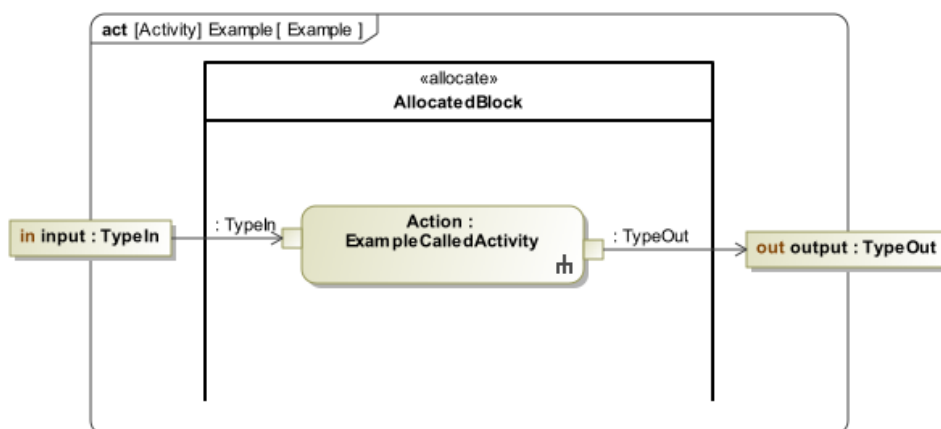 act [Activity] Example [ Example ]
«allocate»
AllocatedBlock
in input : TypeIn
: TypeIn
Action :
ExampleCalledActivity
: TypeOut
out output : TypeOut